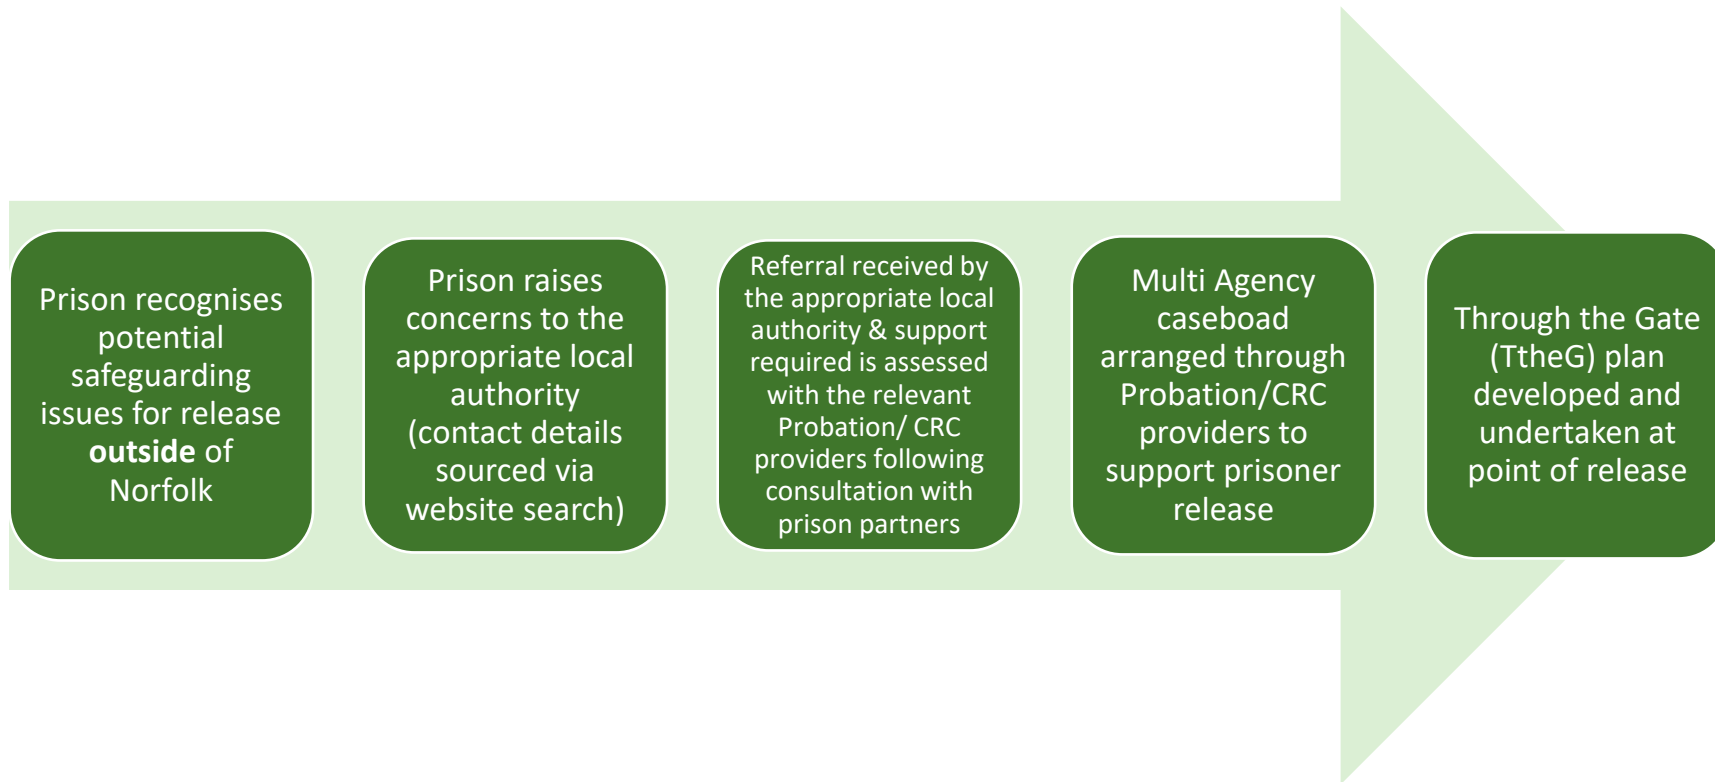 Prison recognises
potential
safeguarding
issues for release
outside of
Norfolk
Prison raises
concerns to the
appropriate local
authority
(contact details
sourced via
website search)
Referral received by
the appropriate local
authority & support
required is assessed
with the relevant
Probation/ CRC
providers following
consultation with
prison partners
Multi Agency
caseboad
arranged through
Probation/CRC
providers to
support prisoner
release
Through the Gate
(TtheG) plan
developed and
undertaken at
point of release